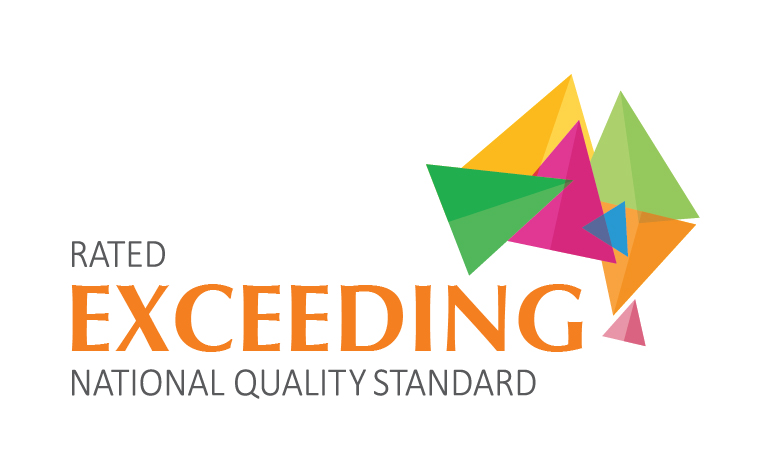 RATED
EXCEEDING
NATIONAL QUALITY STANDARD